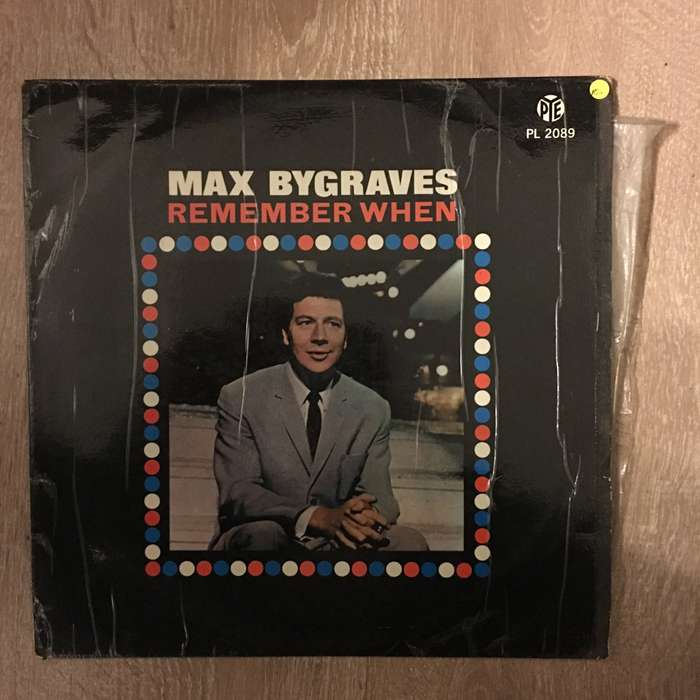 PYE
PL 2089
MAX BYGRAVES
REMEMBER WHEN